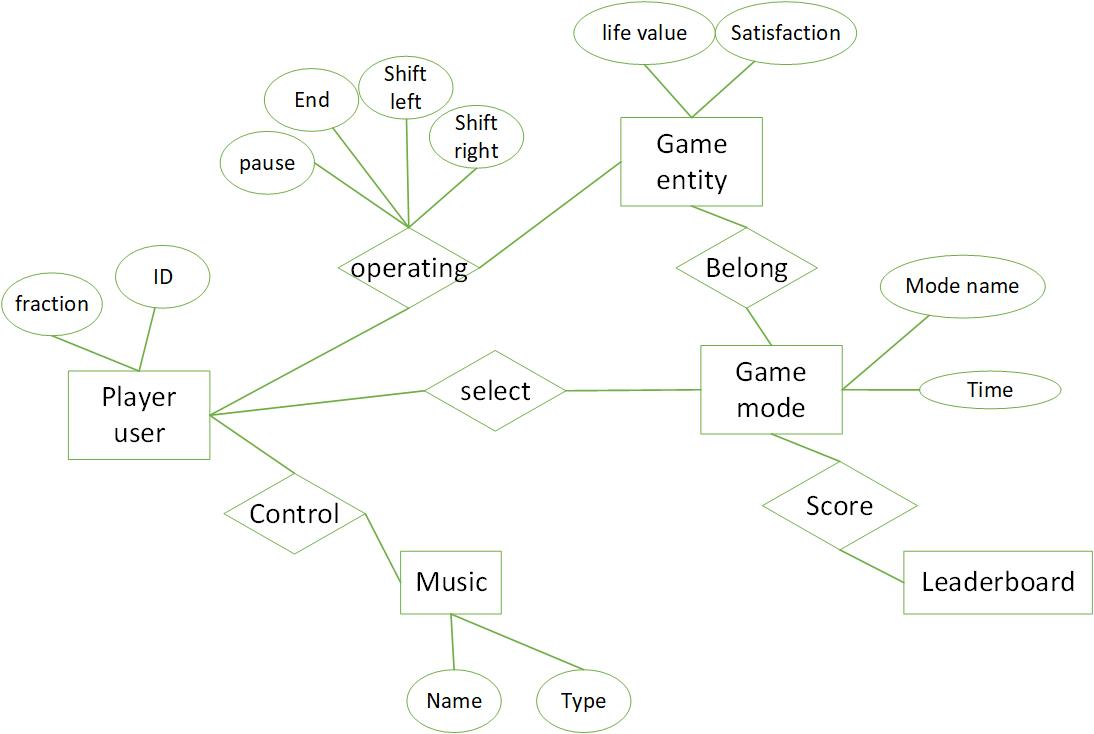 life value
Satisfaction
Shift
left
End
Shift
right
pause
Game
entity
operating
Belong
ID
fraction
Mode name
Player
user
select
Game
mode
Time
Control
Score
Music
Leaderboard
Name
Type